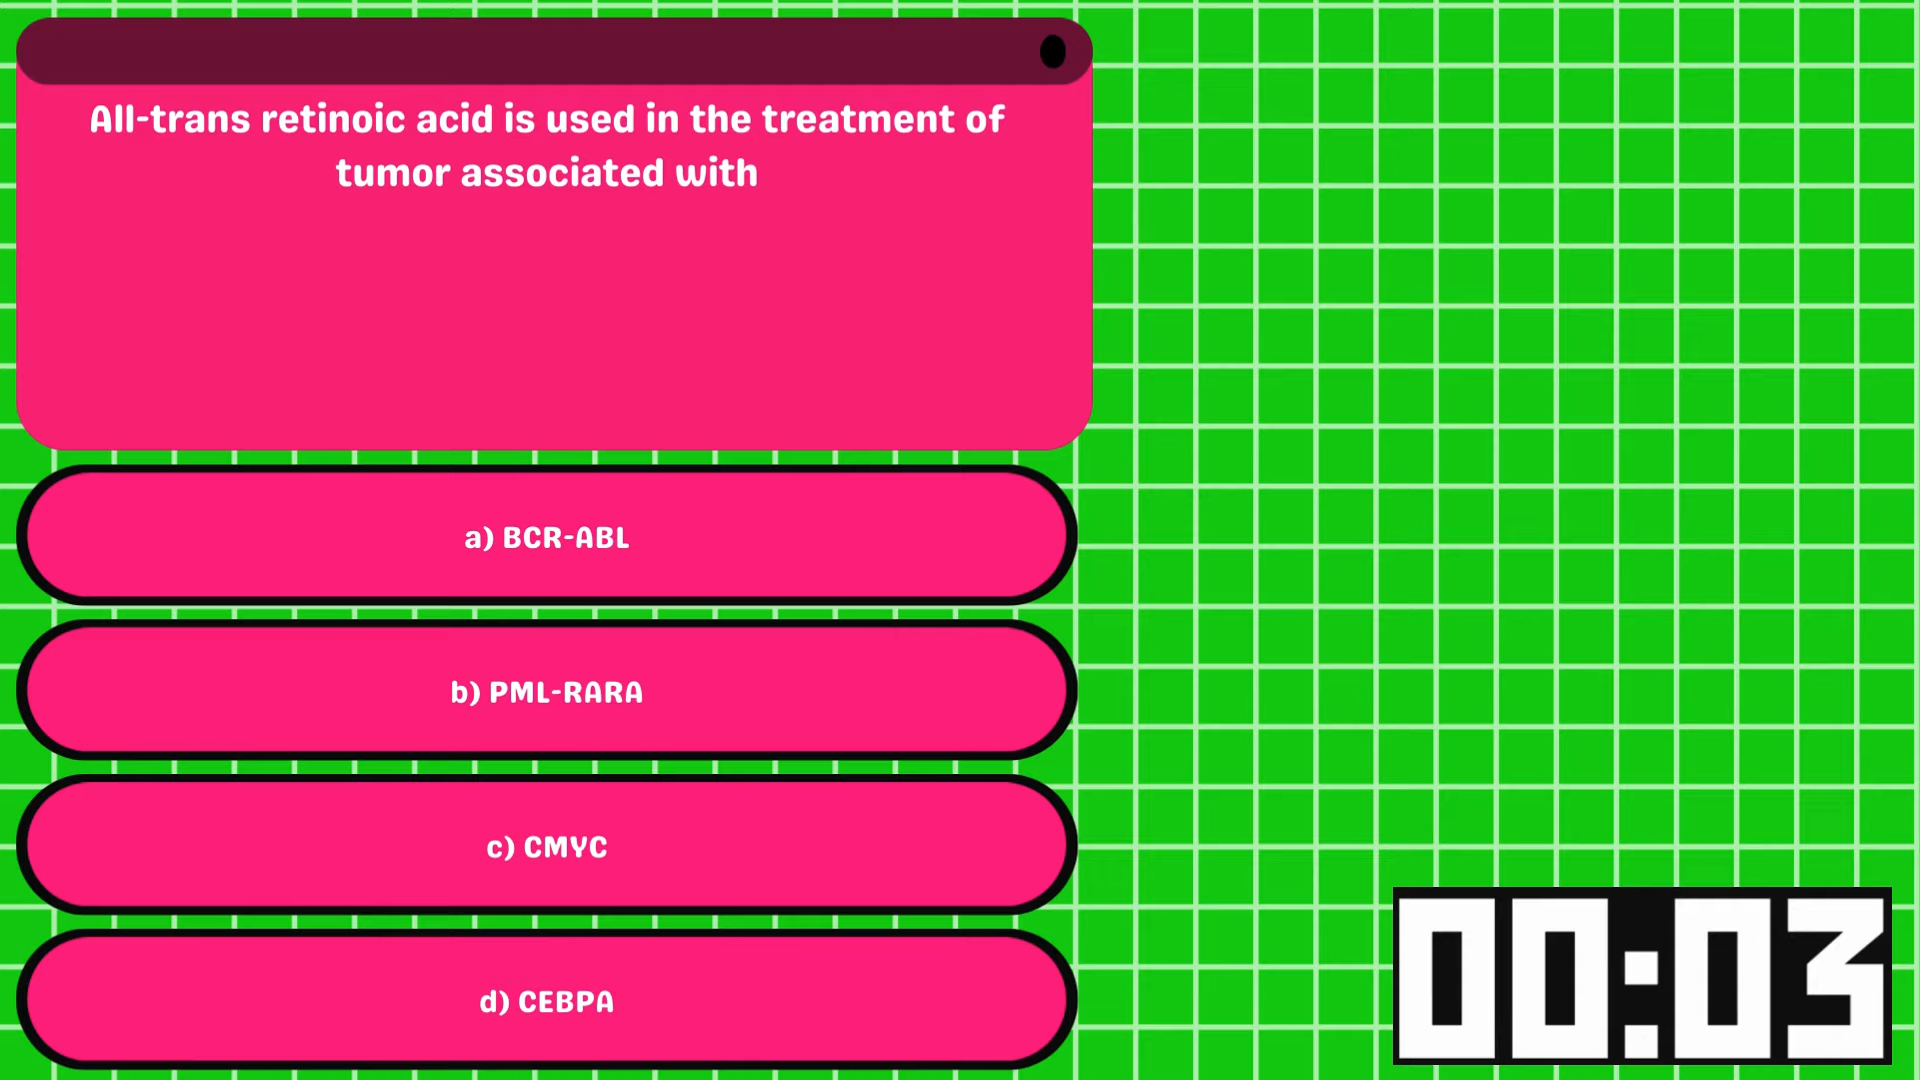 All-trans retinoic acid is used in the treatment of
tumor associated with
a) BCR-ABL
b) PML-RARA
c) CMYC
d) CEBPA
00:03